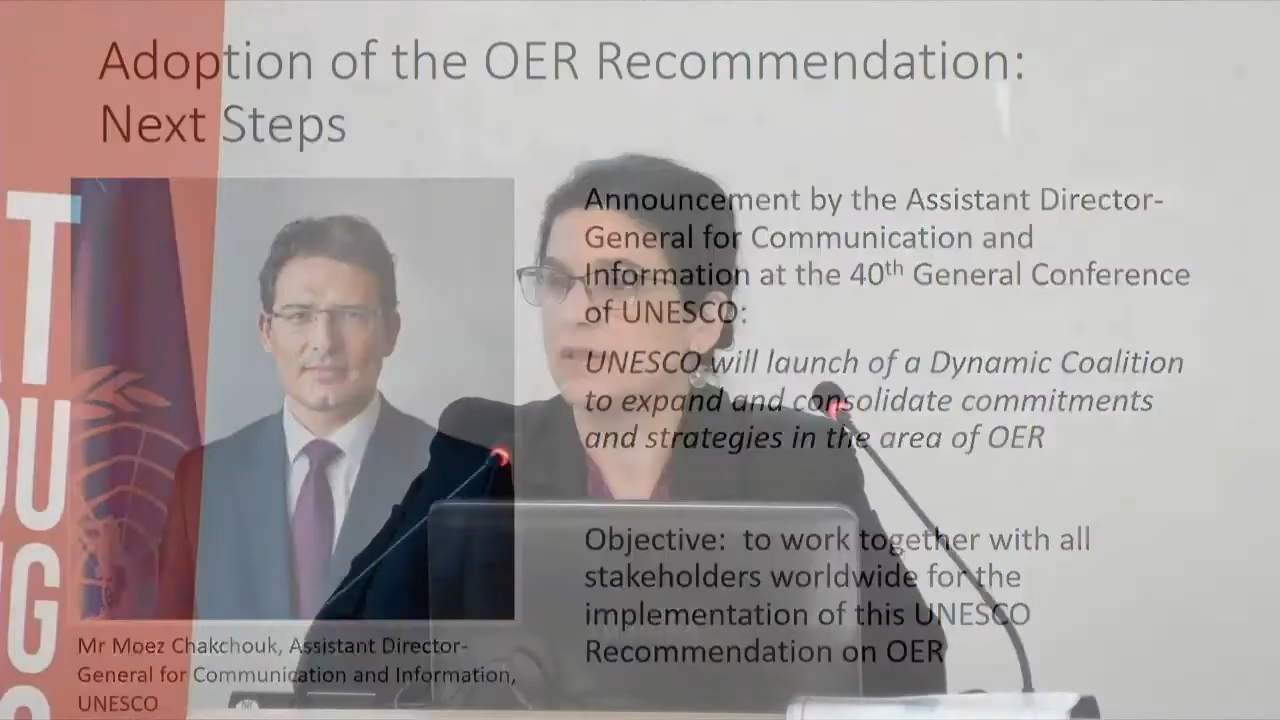 Adoption of the OER Recommendation:
Next Steps
Announcement by the Assistant Director-
General for Communication and
Information at the 40th General Conference
of UNESCO:
UNESCO will launch of a Dynamic Coalition
to expand and consolidate commitments
and strategies in the area of OER
Objective: to work together with all
stakeholders worldwide for the
implementation of this UNESCO
Recommendation on OER
Mr Moez Chakchouk, Assistant Director-
General for Communication and Information,
UNESCO